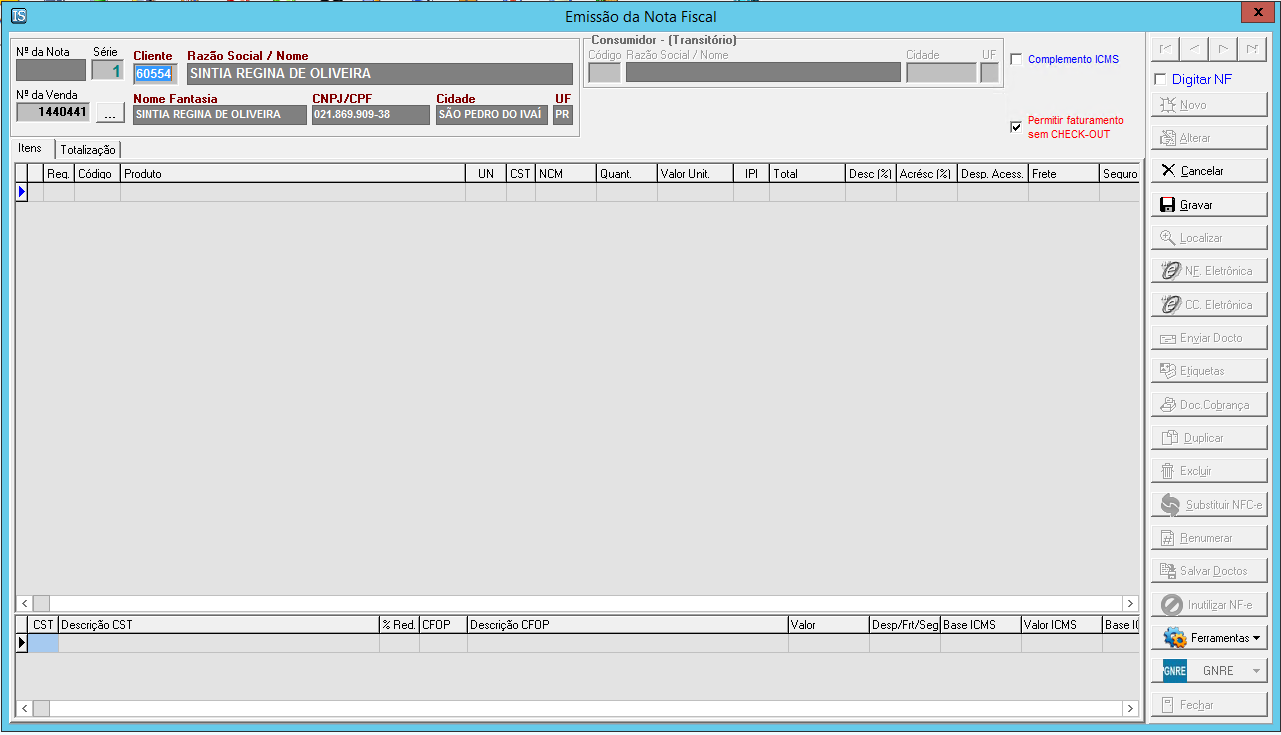 IS
Emissão da Nota Fiscal
x
Nº da Nota
Série
1
Nº da Venda
1440441
...
Cliente
Razão Social / Nome
60554
SINTIA REGINA DE OLIVEIRA
Nome Fantasia
CNPJ/CPF
Cidade
UF
SINTIA REGINA DE OLIVEIRA
021.869.909-38
SÃO PEDRO DO IVAÍ
PR
Consumidor - (Transitório)
Código Razão Social / Nome
Cidade
UF
Complemento ICMS
Permitir faturamento
sem CHECK-OUT
Itens
Totalização
Req. Código Produto UN CST NCM Quant. Valor Unit. IPI Total Desc (%) Acrésc (%) Desp. Acess. Frete Seguro
CST Descrição CST % Red. CFOP Descrição CFOP Valor Desp/Frt/Seg Base ICMS Valor ICMS Base IC
Digitar NF
Novo
Alterar
Cancelar
Gravar
Localizar
NF. Eletrônica
CC. Eletrônica
Enviar Docto
Etiquetas
Doc.Cobrança
Duplicar
Excluir
Substituir NFC-e
Renumerar
Salvar Doctos
Inutilizar NF-e
Ferramentas
GNRE
GNRE
Fechar